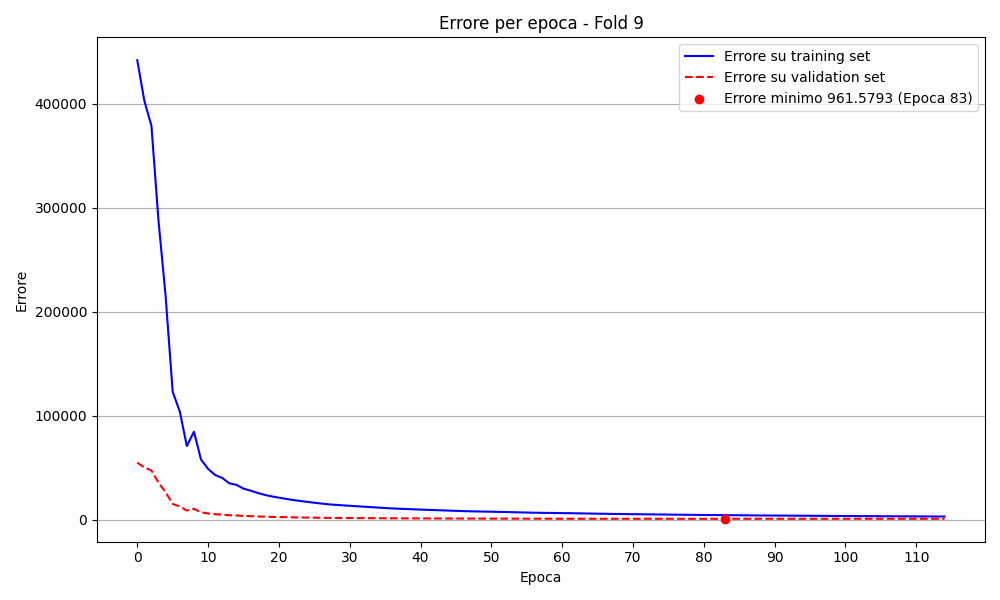 Errore per epoca - Fold 9
Errore su training set
Errore su validation set
Errore minimo 961.5793 (Epoca 83)
400000
300000
200000
100000
0
Errore
0 10 20 30 40 50 60 70 80 90 100 110
Epoca